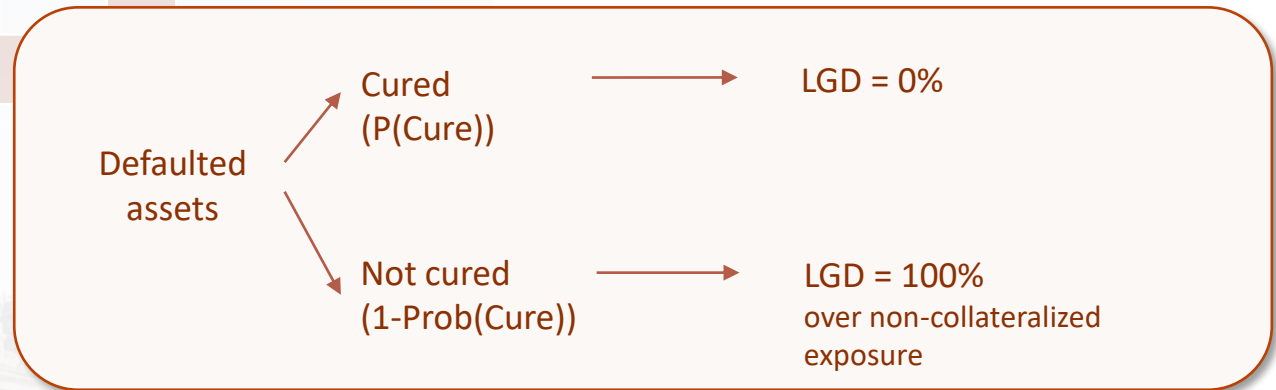 Defaulted
assets
Cured
(P(Cure))
LGD = 0%
Not cured
(1-Prob(Cure))
LGD = 100%
over non-collateralized
exposure